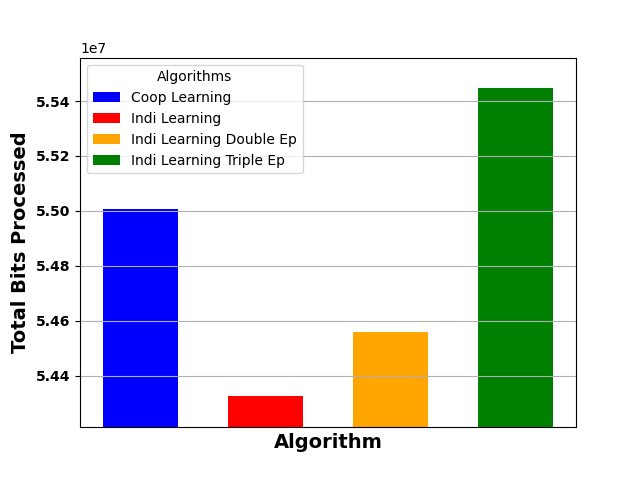 1e7
Algorithms
Coop Learning
Indi Learning
Indi Learning Double Ep
Indi Learning Triple Ep
5.54
5.52
5.50
5.48
5.46
5.44
Total Bits Processed
Algorithm